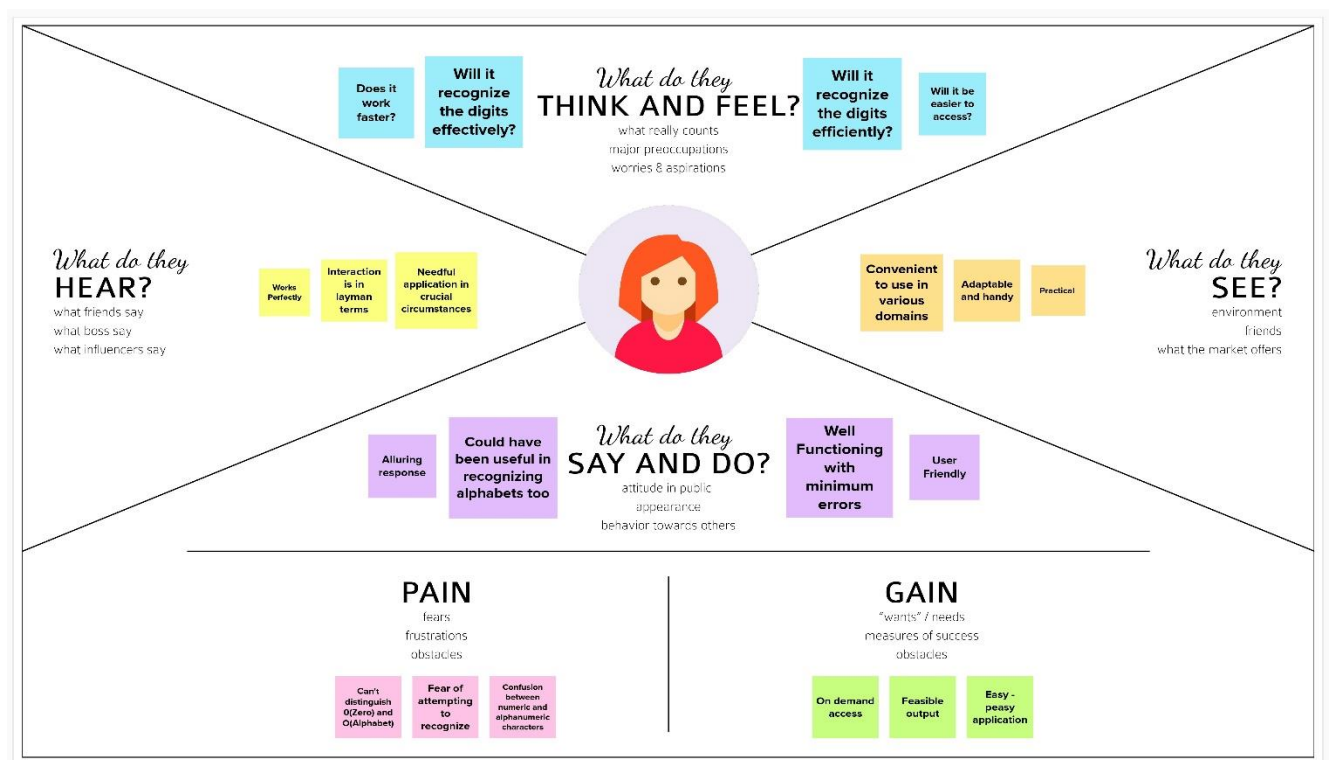 Does it
work
faster?
Will it
recognize
the digits
effectively?
What do they
THINK AND FEEL?
what really counts
major preoccupations
worries & aspirations
Will it
recognize
the digits
efficiently?
Will it be
easier to
access?
What do they
HEAR?
what friends say
what boss say
what influencers say
Works
Perfectly
Interaction
is in
layman
terms
Needful
application in
crucial
circumstances
Convenient
to use in
various
domains
Adaptable
and handy
Practical
What do they
SEE?
environment
friends
what the market offers
Alluring
response
Could have
been useful in
recognizing
alphabets too
What do they
SAY AND DO?
attitude in public
appearance
behavior towards others
Well
Functioning
with
minimum
errors
User
Friendly
PAIN
fears
frustrations
obstacles
Can't
distinguish
0(Zero) and
O(Alphabet)
Fear of
attempting
to
recognize
Confusion
between
numeric and
alphanumeric
characters
GAIN
"wants" / needs
measures of success
obstacles
On demand
access
Feasible
output
Easy -
peasy
application